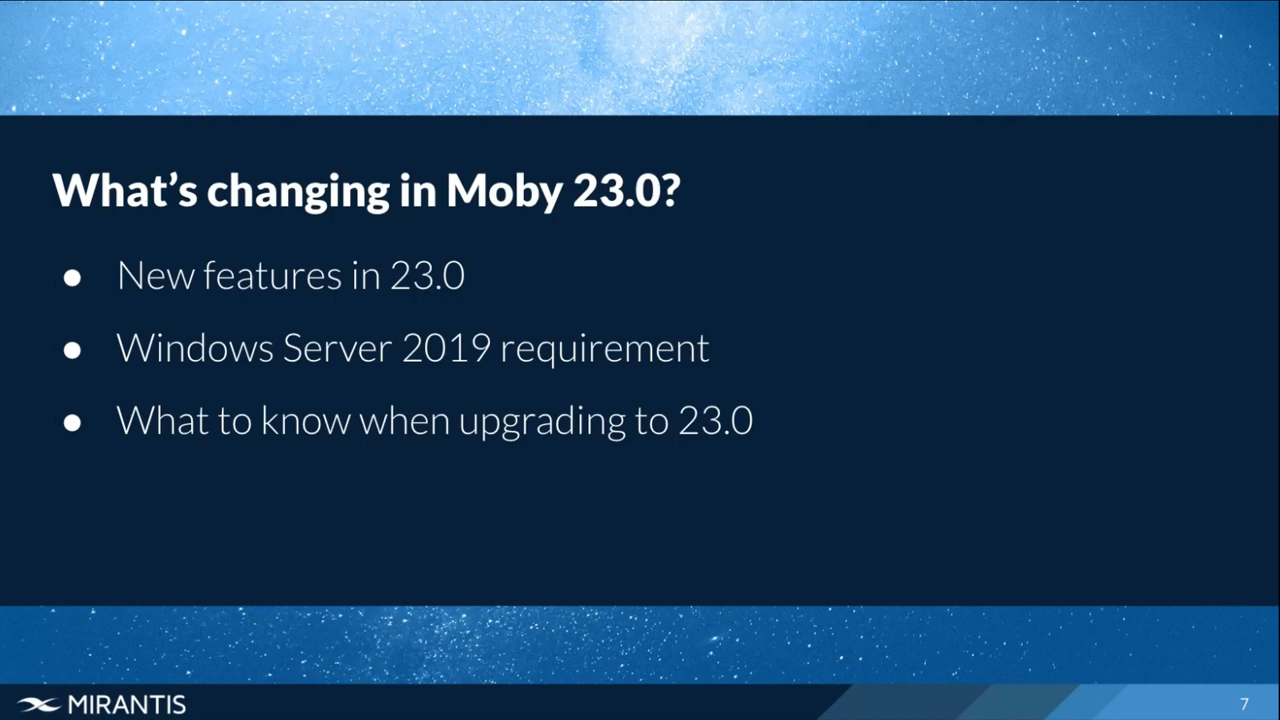 What’s changing in Moby 23.0?
● New features in 23.0
● Windows Server 2019 requirement
● What to know when upgrading to 23.0
MIRANTIS
7